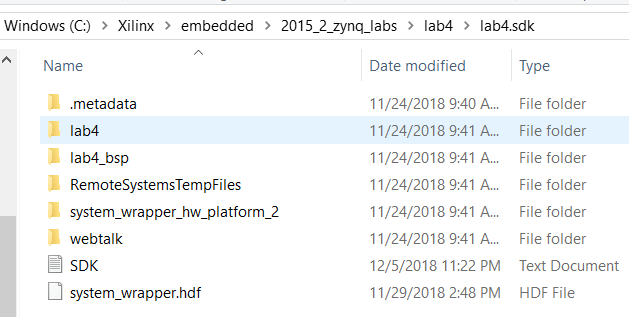 Windows (C:) > Xilinx > embedded > 2015_2_zynq_labs > lab4 > lab4.sdk
Name Date modified Type
.metadata 11/24/2018 9:40 A... File folder
lab4 11/24/2018 9:41 A... File folder
lab4_bsp 11/24/2018 9:41 A... File folder
RemoteSystemsTempFiles 11/24/2018 9:41 A... File folder
system_wrapper_hw_platform_2 11/24/2018 9:41 A... File folder
webtalk 11/24/2018 9:41 A... File folder
SDK 12/5/2018 11:22 PM Text Document
system_wrapper.hdf 11/29/2018 2:48 PM HDF File